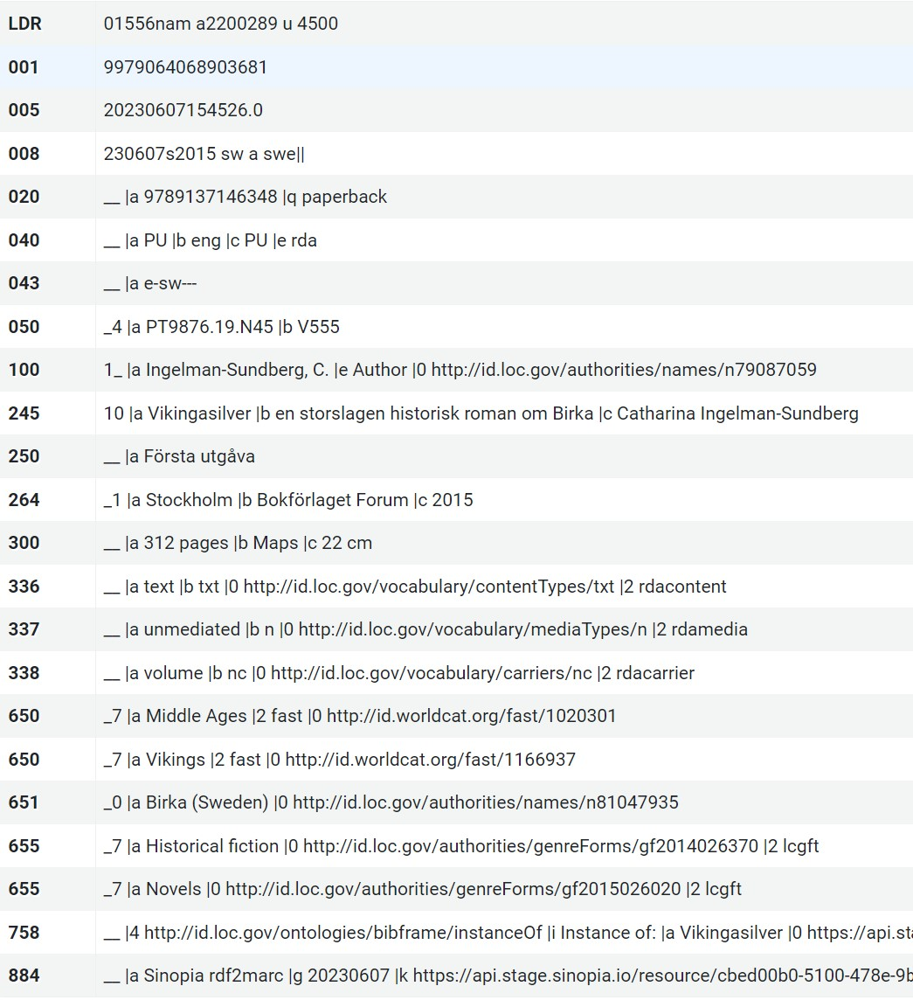 LDR 01556nam a2200289 u 4500
001 9979064068903681
005 20230607154526.0
008 230607s2015 sw a swe||
020 __ |a 9789137146348 |q paperback
040 __ |a PU |b eng |c PU |e rda
043 __ |a e-sw---
050 _4 |a PT9876.19.N45 |b V555
100 1_ |a Ingelman-Sundberg, C. |e Author |0 http://id.loc.gov/authorities/names/n79087059
245 10 |a Vikingasilver |b en storslagen historisk roman om Birka |c Catharina Ingelman-Sundberg
250 __ |a Första utgåva
264 _1 |a Stockholm |b Bokförlaget Forum |c 2015
300 __ |a 312 pages |b Maps |c 22 cm
336 __ |a text |b txt |0 http://id.loc.gov/vocabulary/contentTypes/txt |2 rdacontent
337 __ |a unmediated |b n |0 http://id.loc.gov/vocabulary/mediaTypes/n |2 rdamedia
338 __ |a volume |b nc |0 http://id.loc.gov/vocabulary/carriers/nc |2 rdacarrier
650 _7 |a Middle Ages |2 fast |0 http://id.worldcat.org/fast/1020301
650 _7 |a Vikings |2 fast |0 http://id.worldcat.org/fast/1166937
651 _0 |a Birka (Sweden) |0 http://id.loc.gov/authorities/names/n81047935
655 _7 |a Historical fiction |0 http://id.loc.gov/authorities/genreForms/gf2014026370 |2 lcgft
655 _7 |a Novels |0 http://id.loc.gov/authorities/genreForms/gf2015026020 |2 lcgft
758 __ |4 http://id.loc.gov/ontologies/bibframe/instanceOf |i Instance of: |a Vikingasilver |0 https://api.sta
884 __ |a Sinopia rdf2marc |g 20230607 |k https://api.stage.sinopia.io/resource/cbed00b0-5100-478e-9b